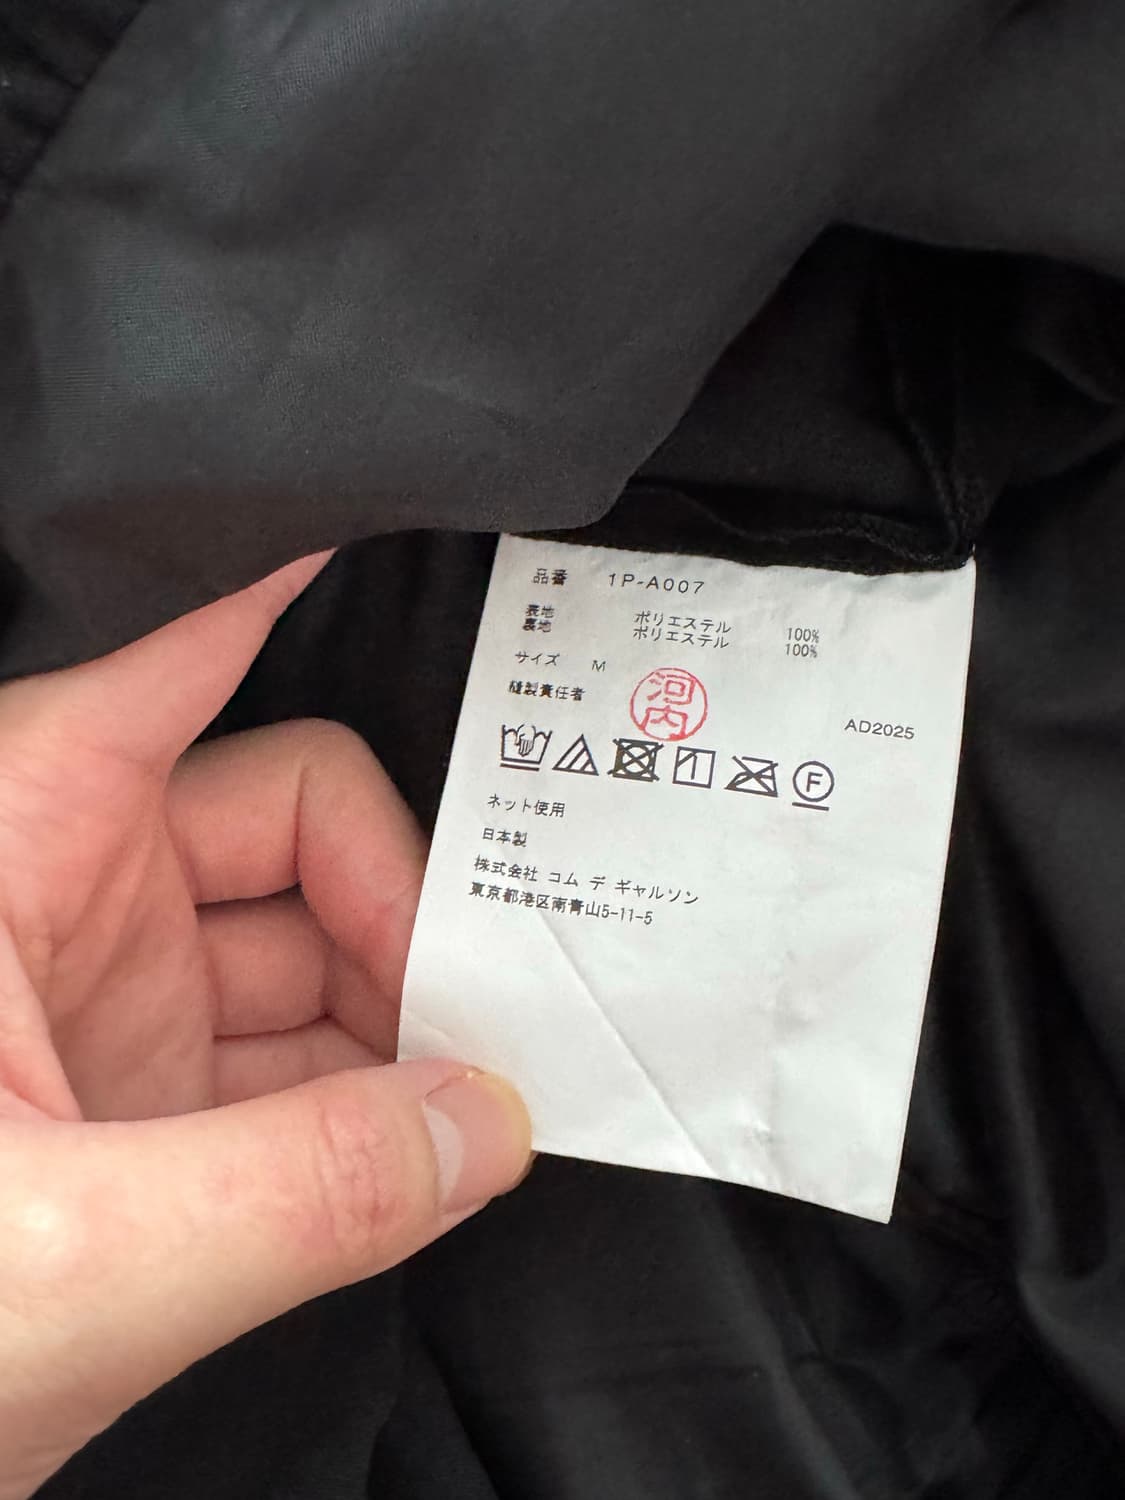 品番 1P-A007
表地 ポリエステル 100%
裏地 ポリエステル 100%
サイズ M
縫製責任者 河内
AD2025
F
ネット使用
日本製
株式会社 コム デ ギャルソン
東京都港区南青山5-11-5